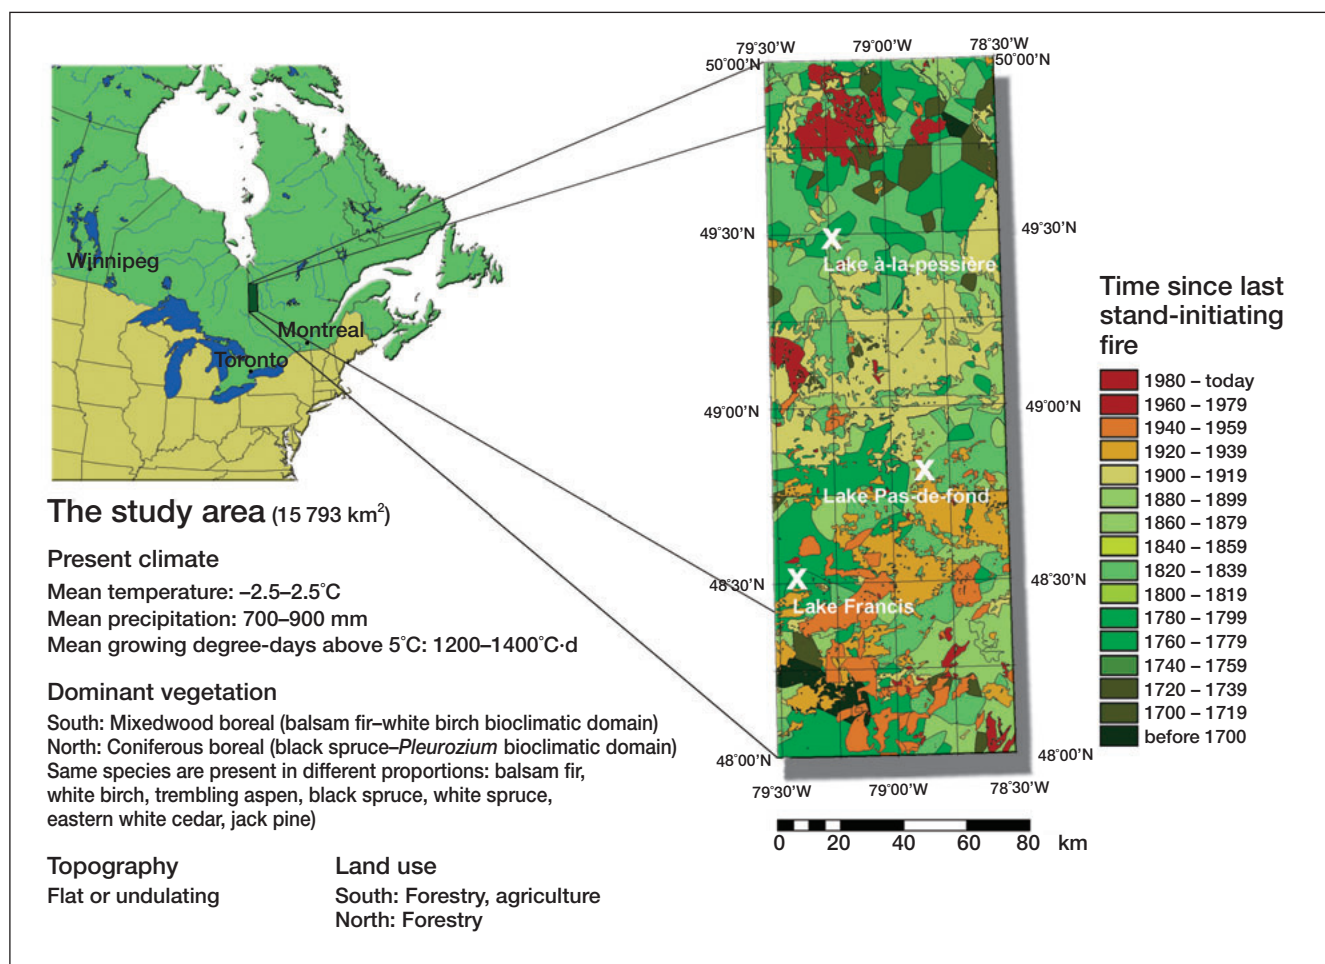 Winnipeg
Montreal
Toronto
The study area (15 793 km²)
Present climate
Mean temperature: –2.5–2.5˚C
Mean precipitation: 700–900 mm
Mean growing degree-days above 5˚C: 1200–1400˚C·d
Dominant vegetation
South: Mixedwood boreal (balsam fir–white birch bioclimatic domain)
North: Coniferous boreal (black spruce–Pleurozium bioclimatic domain)
Same species are present in different proportions: balsam fir,
white birch, trembling aspen, black spruce, white spruce,
eastern white cedar, jack pine)
Topography
Flat or undulating
Land use
South: Forestry, agriculture
North: Forestry
79˚30'W 79˚00'W 78˚30'W
50˚00'N 50˚00'N
49˚30'N 49˚30'N
X
Lake à-la-pessière
49˚00'N 49˚00'N
X
Lake Pas-de-fond
48˚30'N 48˚30'N
X
Lake Francis
48˚00'N 48˚00'N
79˚30'W 79˚00'W 78˚30'W
0 20 40 60 80 km
Time since last
stand-initiating
fire
1980 – today
1960 – 1979
1940 – 1959
1920 – 1939
1900 – 1919
1880 – 1899
1860 – 1879
1840 – 1859
1820 – 1839
1800 – 1819
1780 – 1799
1760 – 1779
1740 – 1759
1720 – 1739
1700 – 1719
before 1700